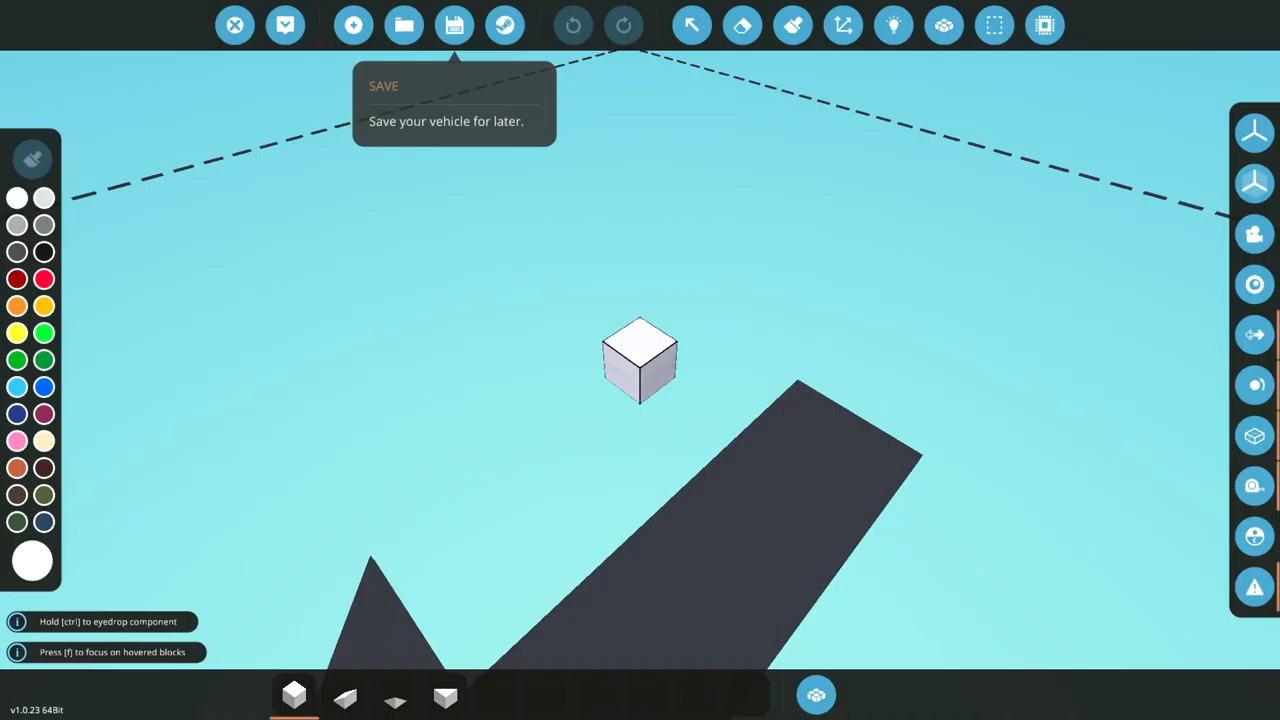 SAVE
Save your vehicle for later.
Hold [ctrl] to eyedrop component
Press [f] to focus on hovered blocks
v1.0.23 64Bit